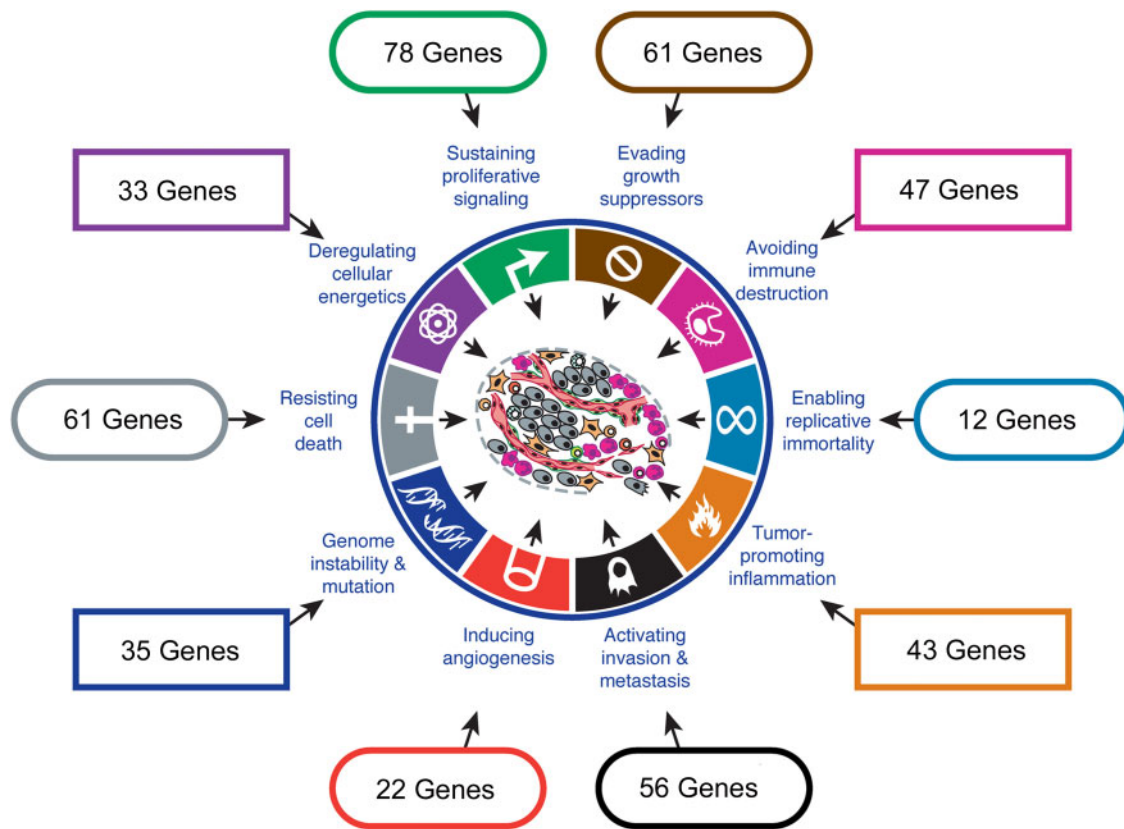 78 Genes
61 Genes
Sustaining
proliferative
signaling
Evading
growth
suppressors
33 Genes
47 Genes
Deregulating
cellular
energetics
Avoiding
immune
destruction
61 Genes
Resisting
cell
death
Enabling
replicative
immortality
12 Genes
Genome
instability &
mutation
Tumor-
promoting
inflammation
35 Genes
Inducing
angiogenesis
Activating
invasion &
metastasis
43 Genes
22 Genes
56 Genes